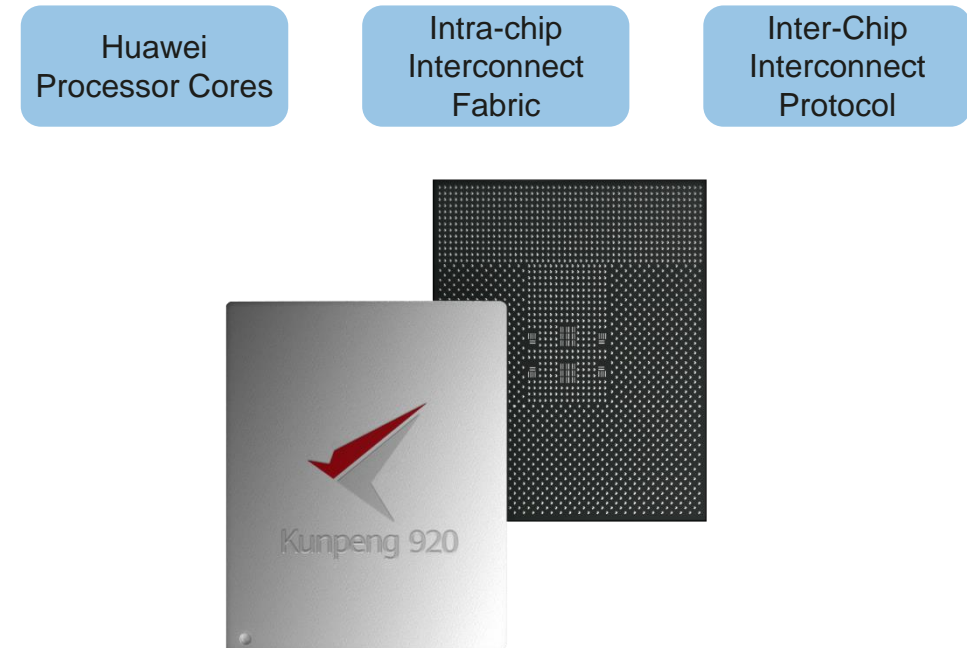 Huawei
Processor Cores
Intra-chip
Interconnect
Fabric
Inter-Chip
Interconnect
Protocol
Kunpeng 920